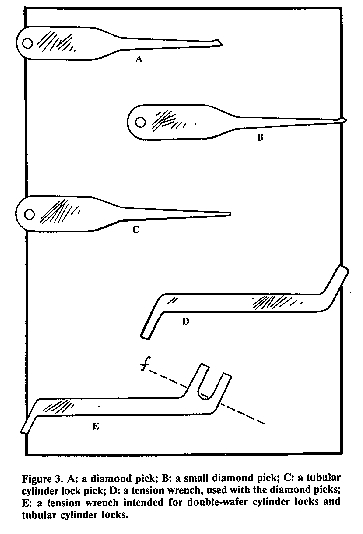 A
B
C
D
f
E
Figure 3. A: a diamond pick; B: a small diamond pick; C: a tubular
cylinder lock pick; D: a tension wrench, used with the diamond picks;
E: a tension wrench intended for double-wafer cylinder locks and
tubular cylinder locks.